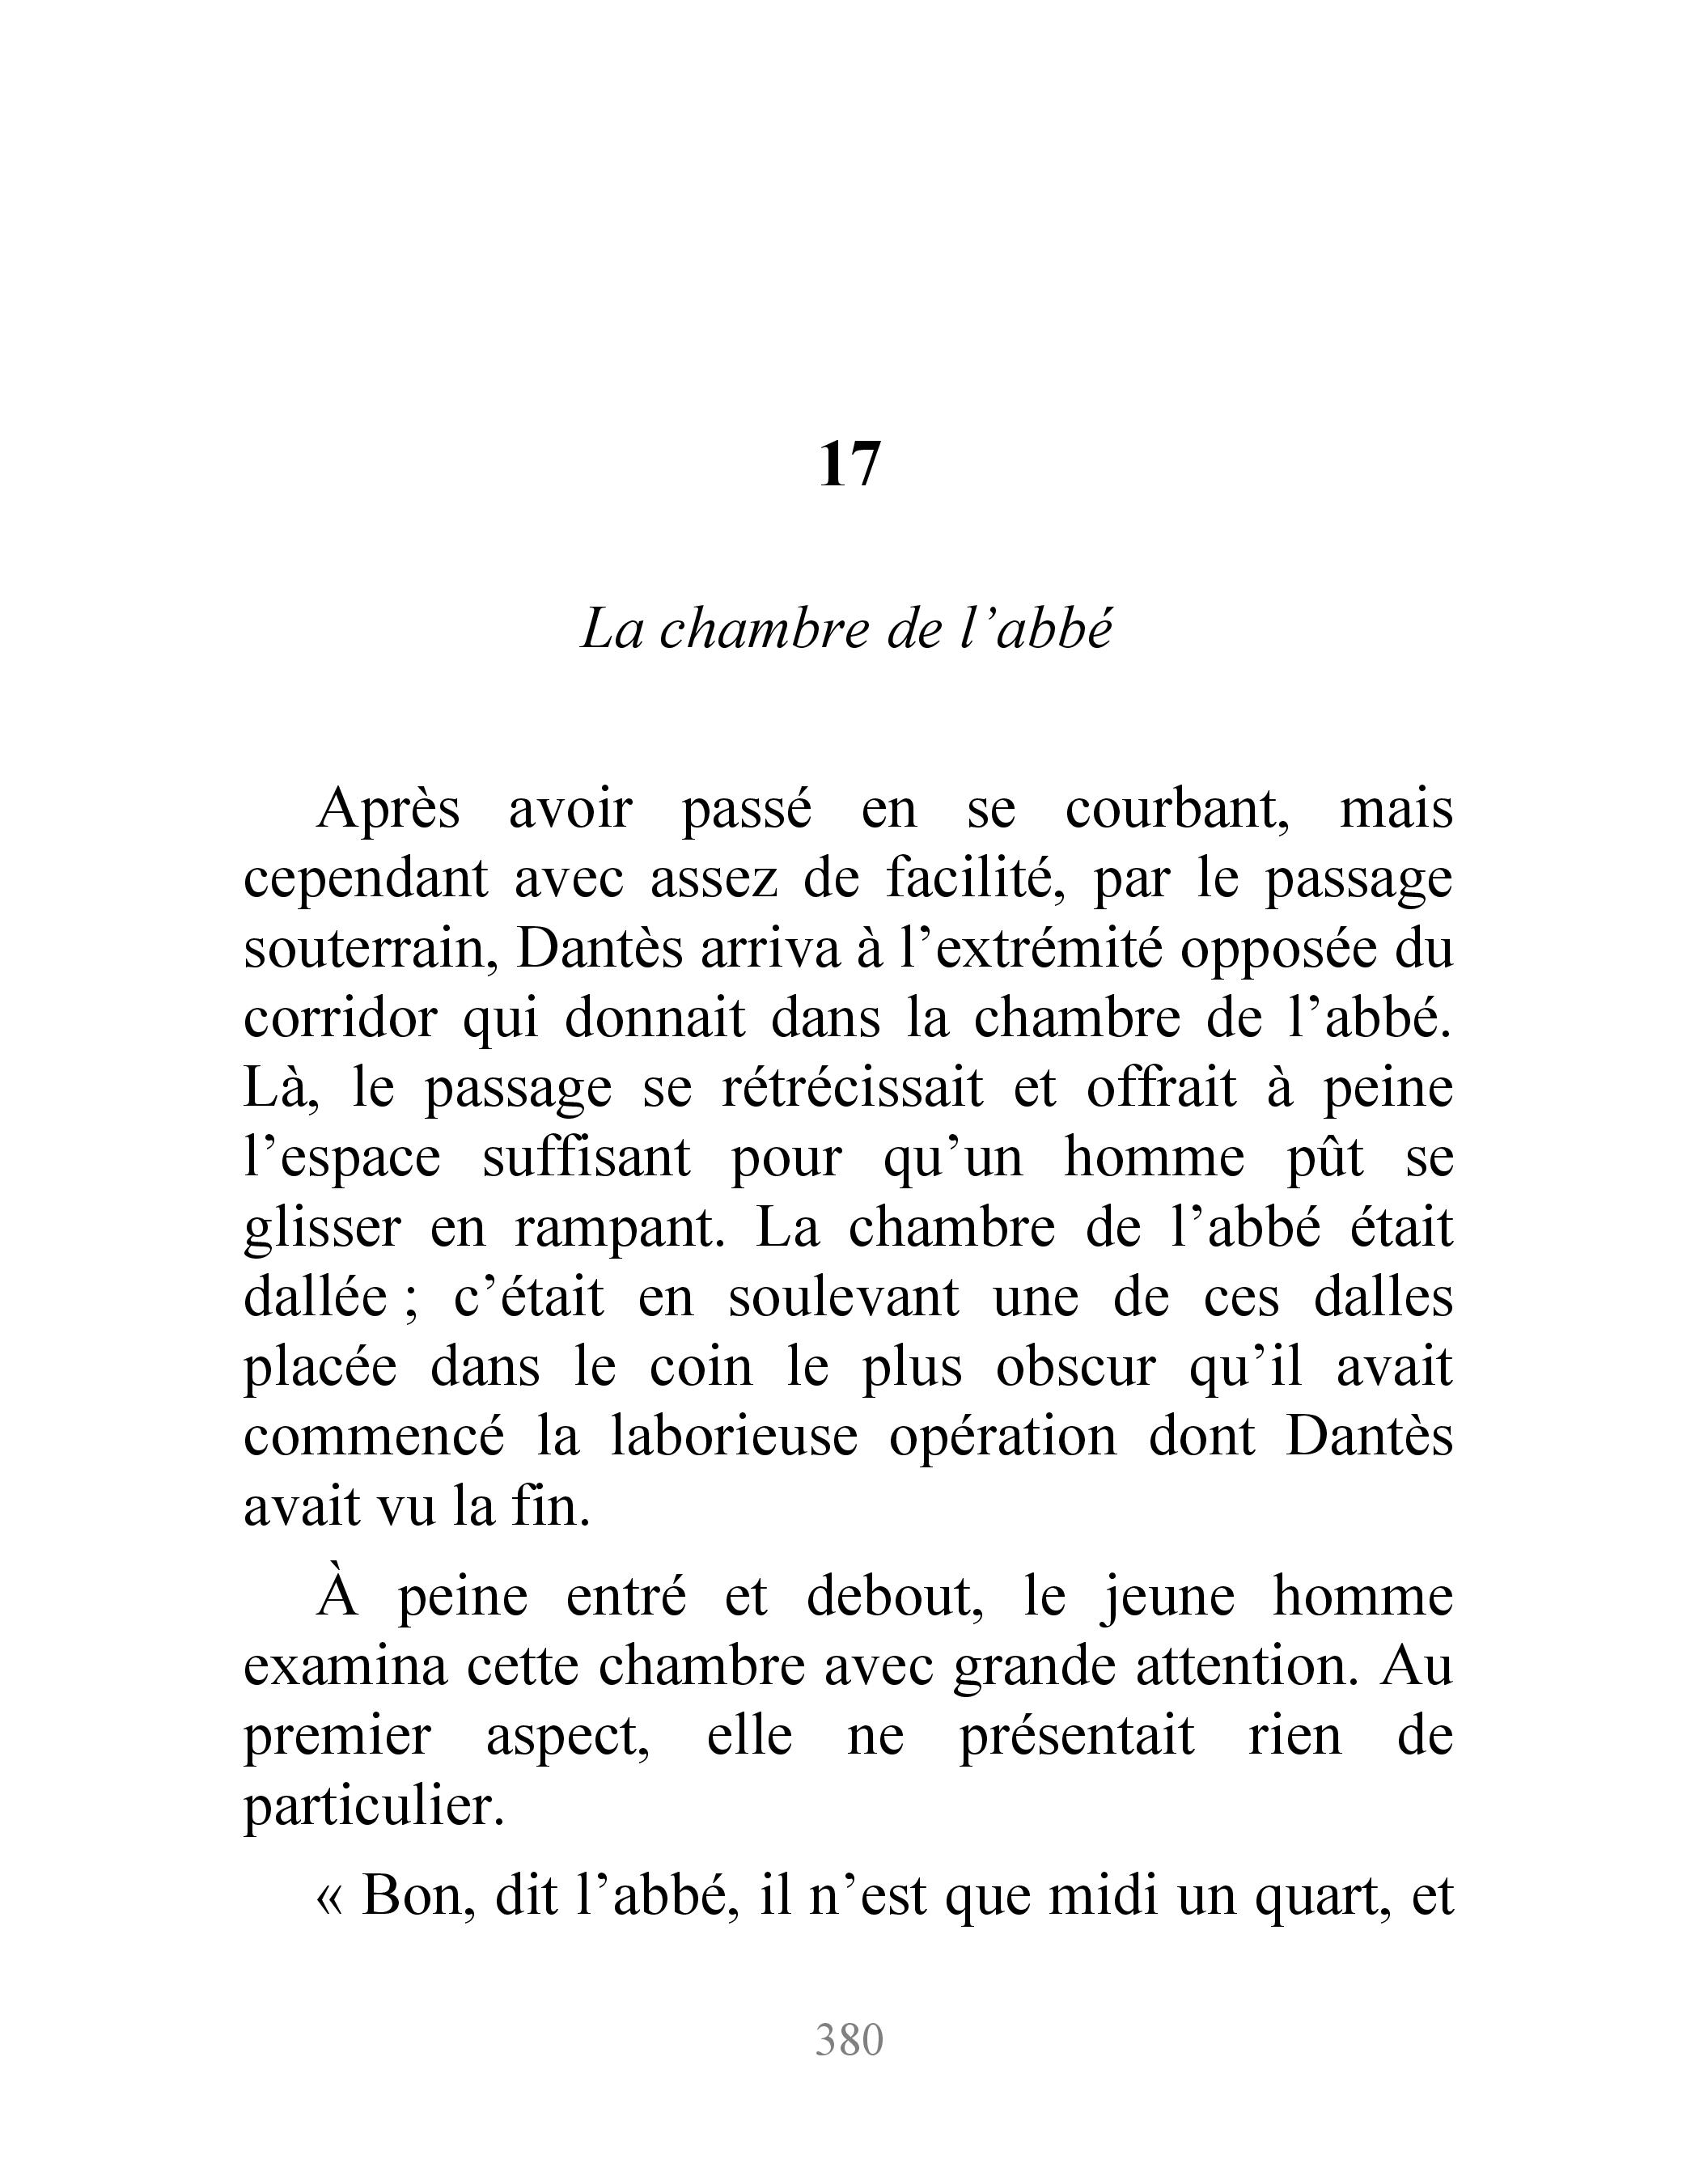 17
La chambre de l’abbé
Après avoir passé en se courbant, mais
cependant avec assez de facilité, par le passage
souterrain, Dantès arriva à l’extrémité opposée du
corridor qui donnait dans la chambre de l’abbé.
Là, le passage se rétrécissait et offrait à peine
l’espace suffisant pour qu’un homme pût se
glisser en rampant. La chambre de l’abbé était
dallée ; c’était en soulevant une de ces dalles
placée dans le coin le plus obscur qu’il avait
commencé la laborieuse opération dont Dantès
avait vu la fin.
À peine entré et debout, le jeune homme
examina cette chambre avec grande attention. Au
premier aspect, elle ne présentait rien de
particulier.
« Bon, dit l’abbé, il n’est que midi un quart, et
380